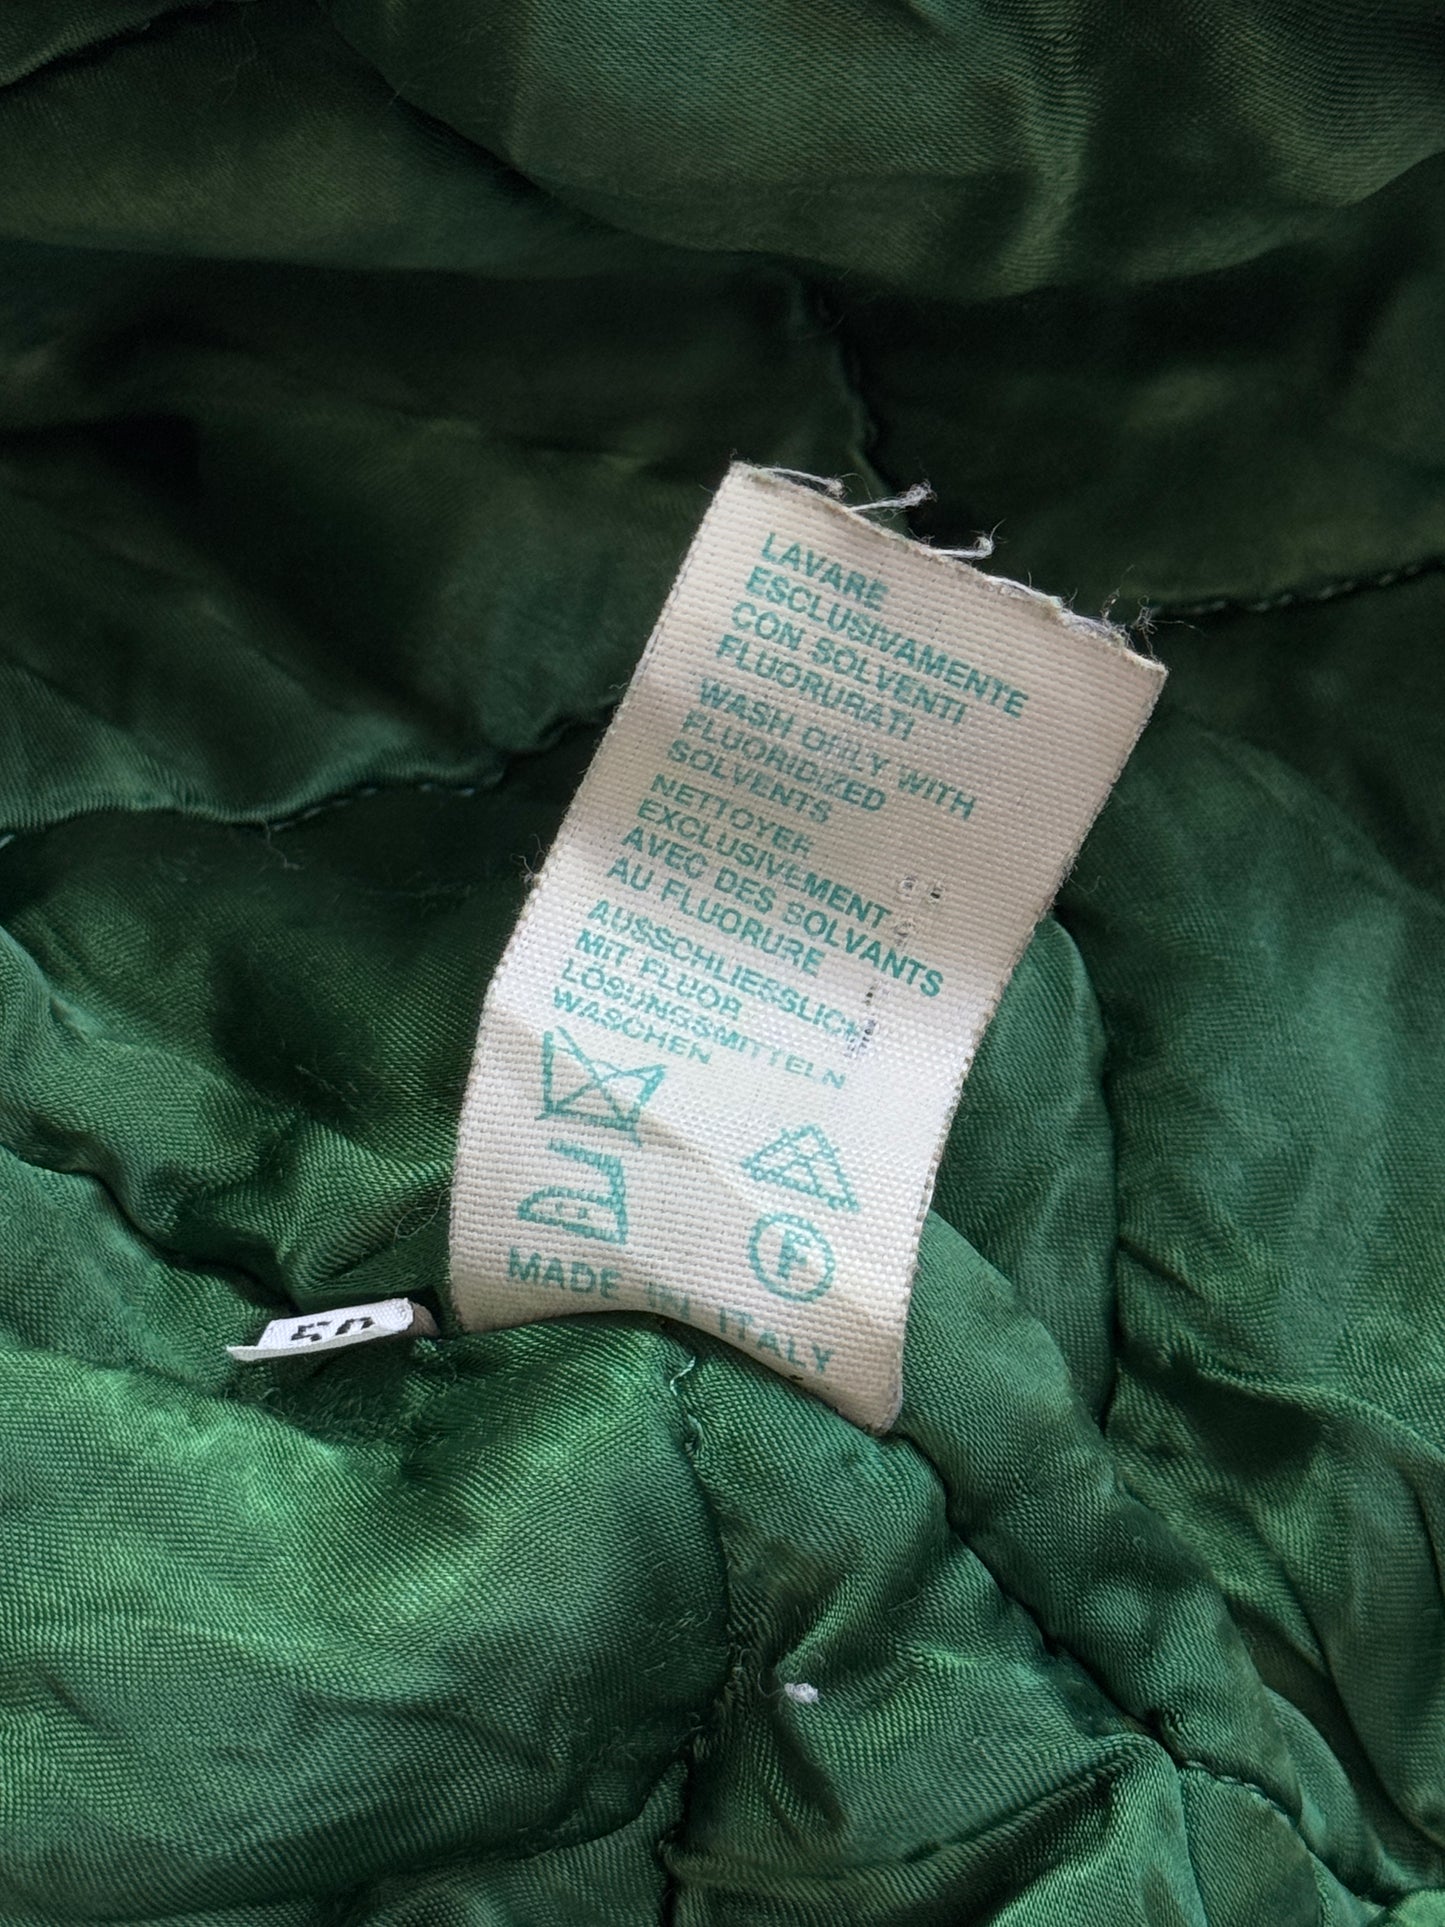 LAVARE
ESCLUSIVAMENTE
CON SOLVENTI
FLUORURATI
WASH ONLY WITH
FLUORIDIZED
SOLVENTS
NETTOYER
EXCLUSIVEMENT
AVEC DES SOLVANTS
AU FLUORURE
AUSSCHLIESSLICH
MIT FLUOR
LÖSUNGSMITTELN
WASCHEN
F
MADE IN ITALY
50